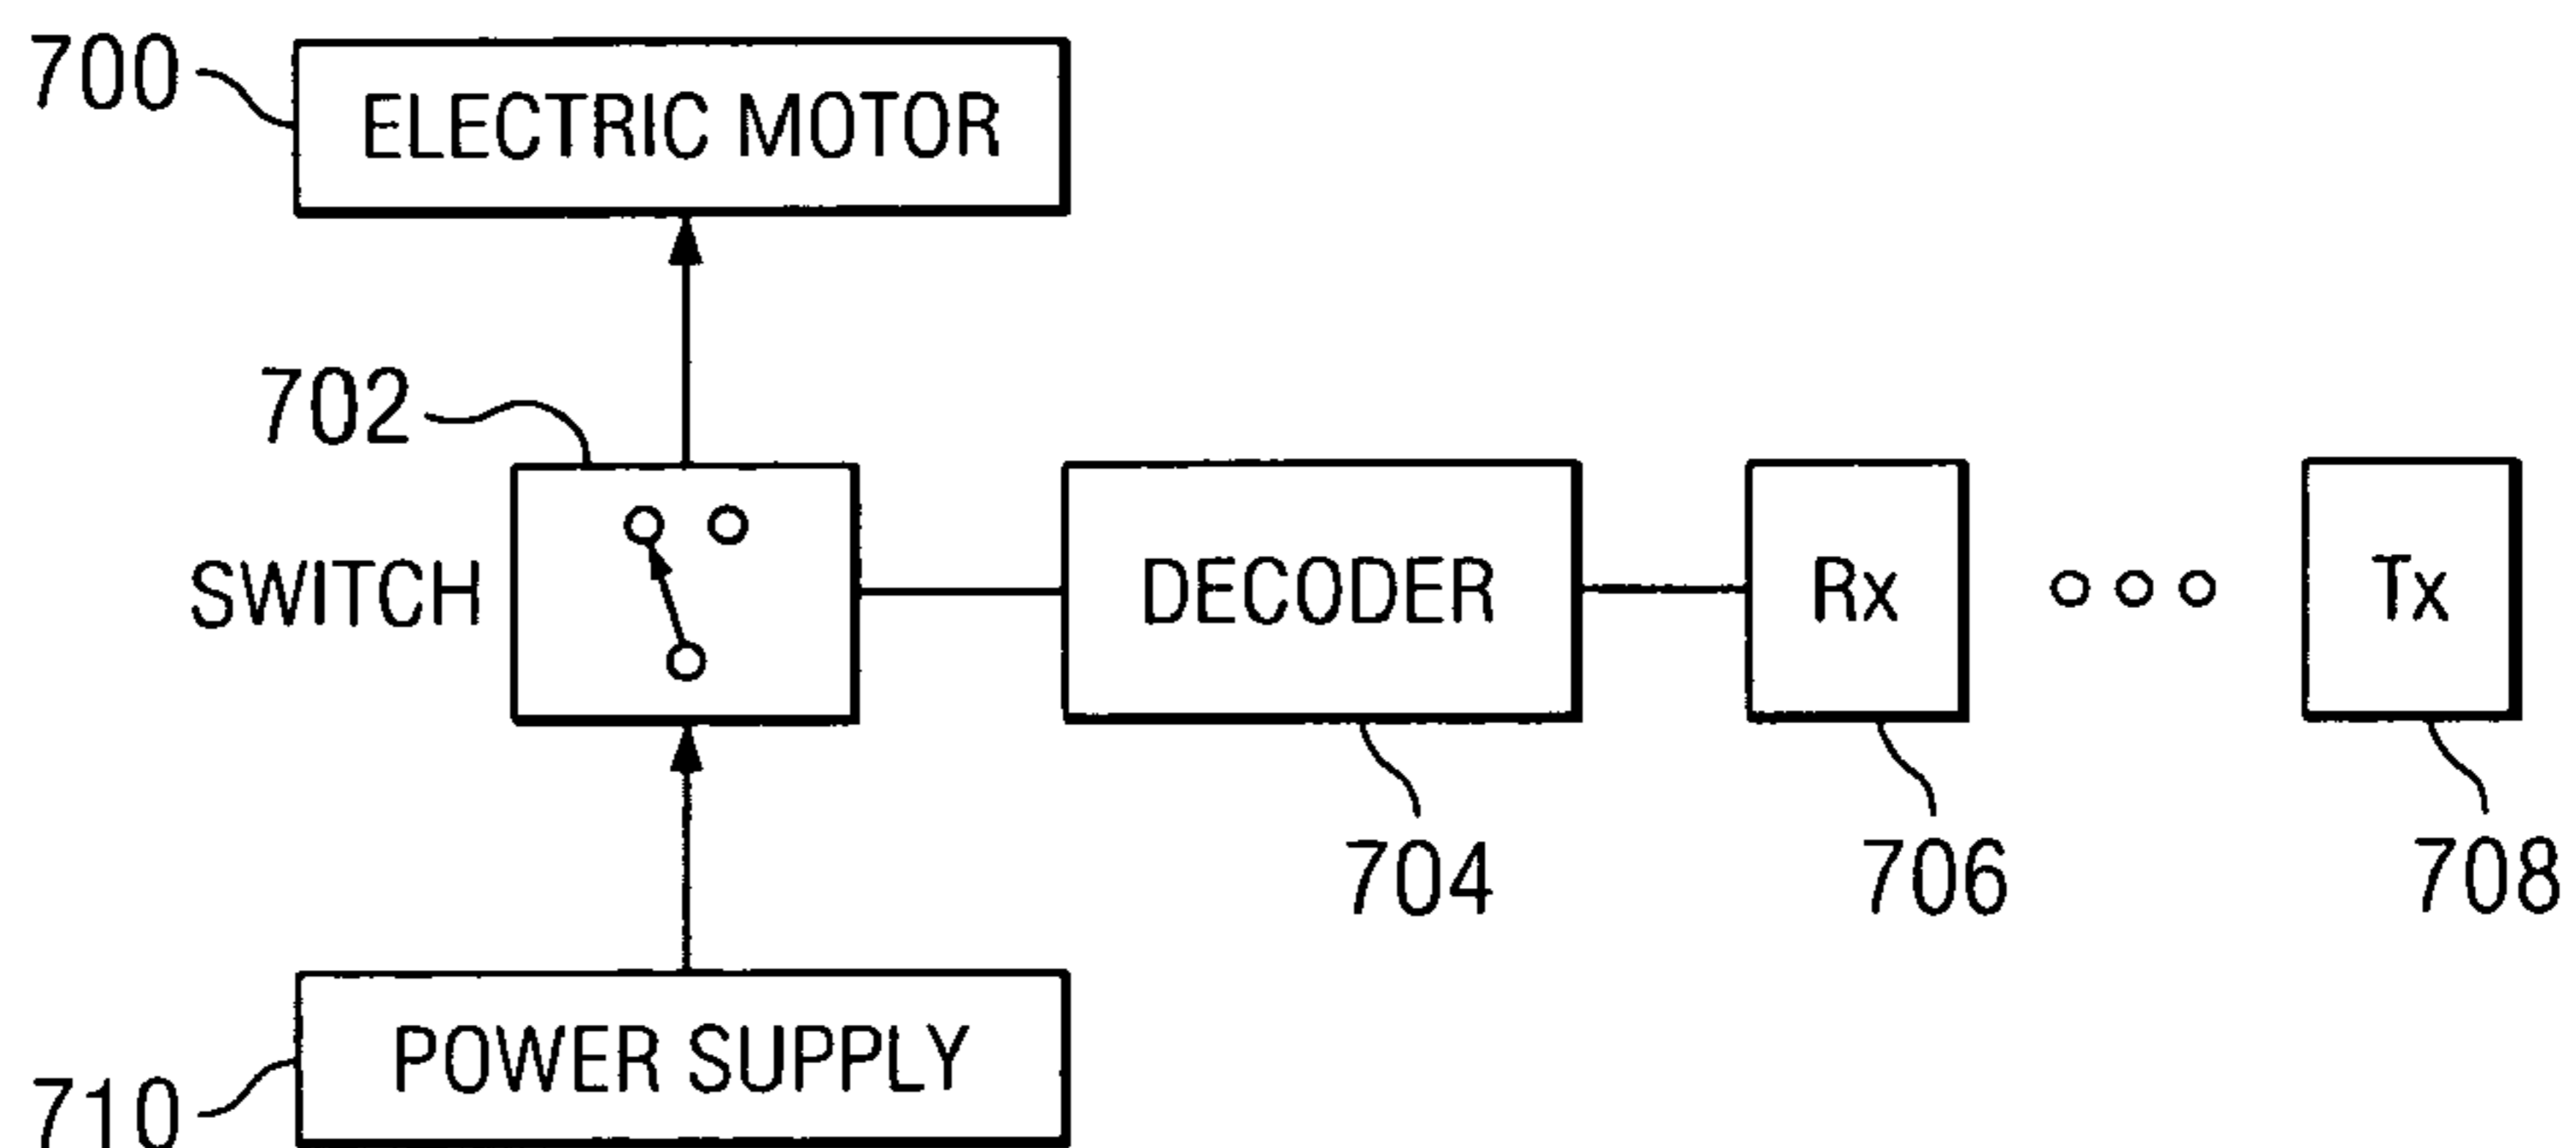 700
ELECTRIC MOTOR
702
SWITCH
DECODER
Rx
Tx
704
706
708
POWER SUPPLY
710